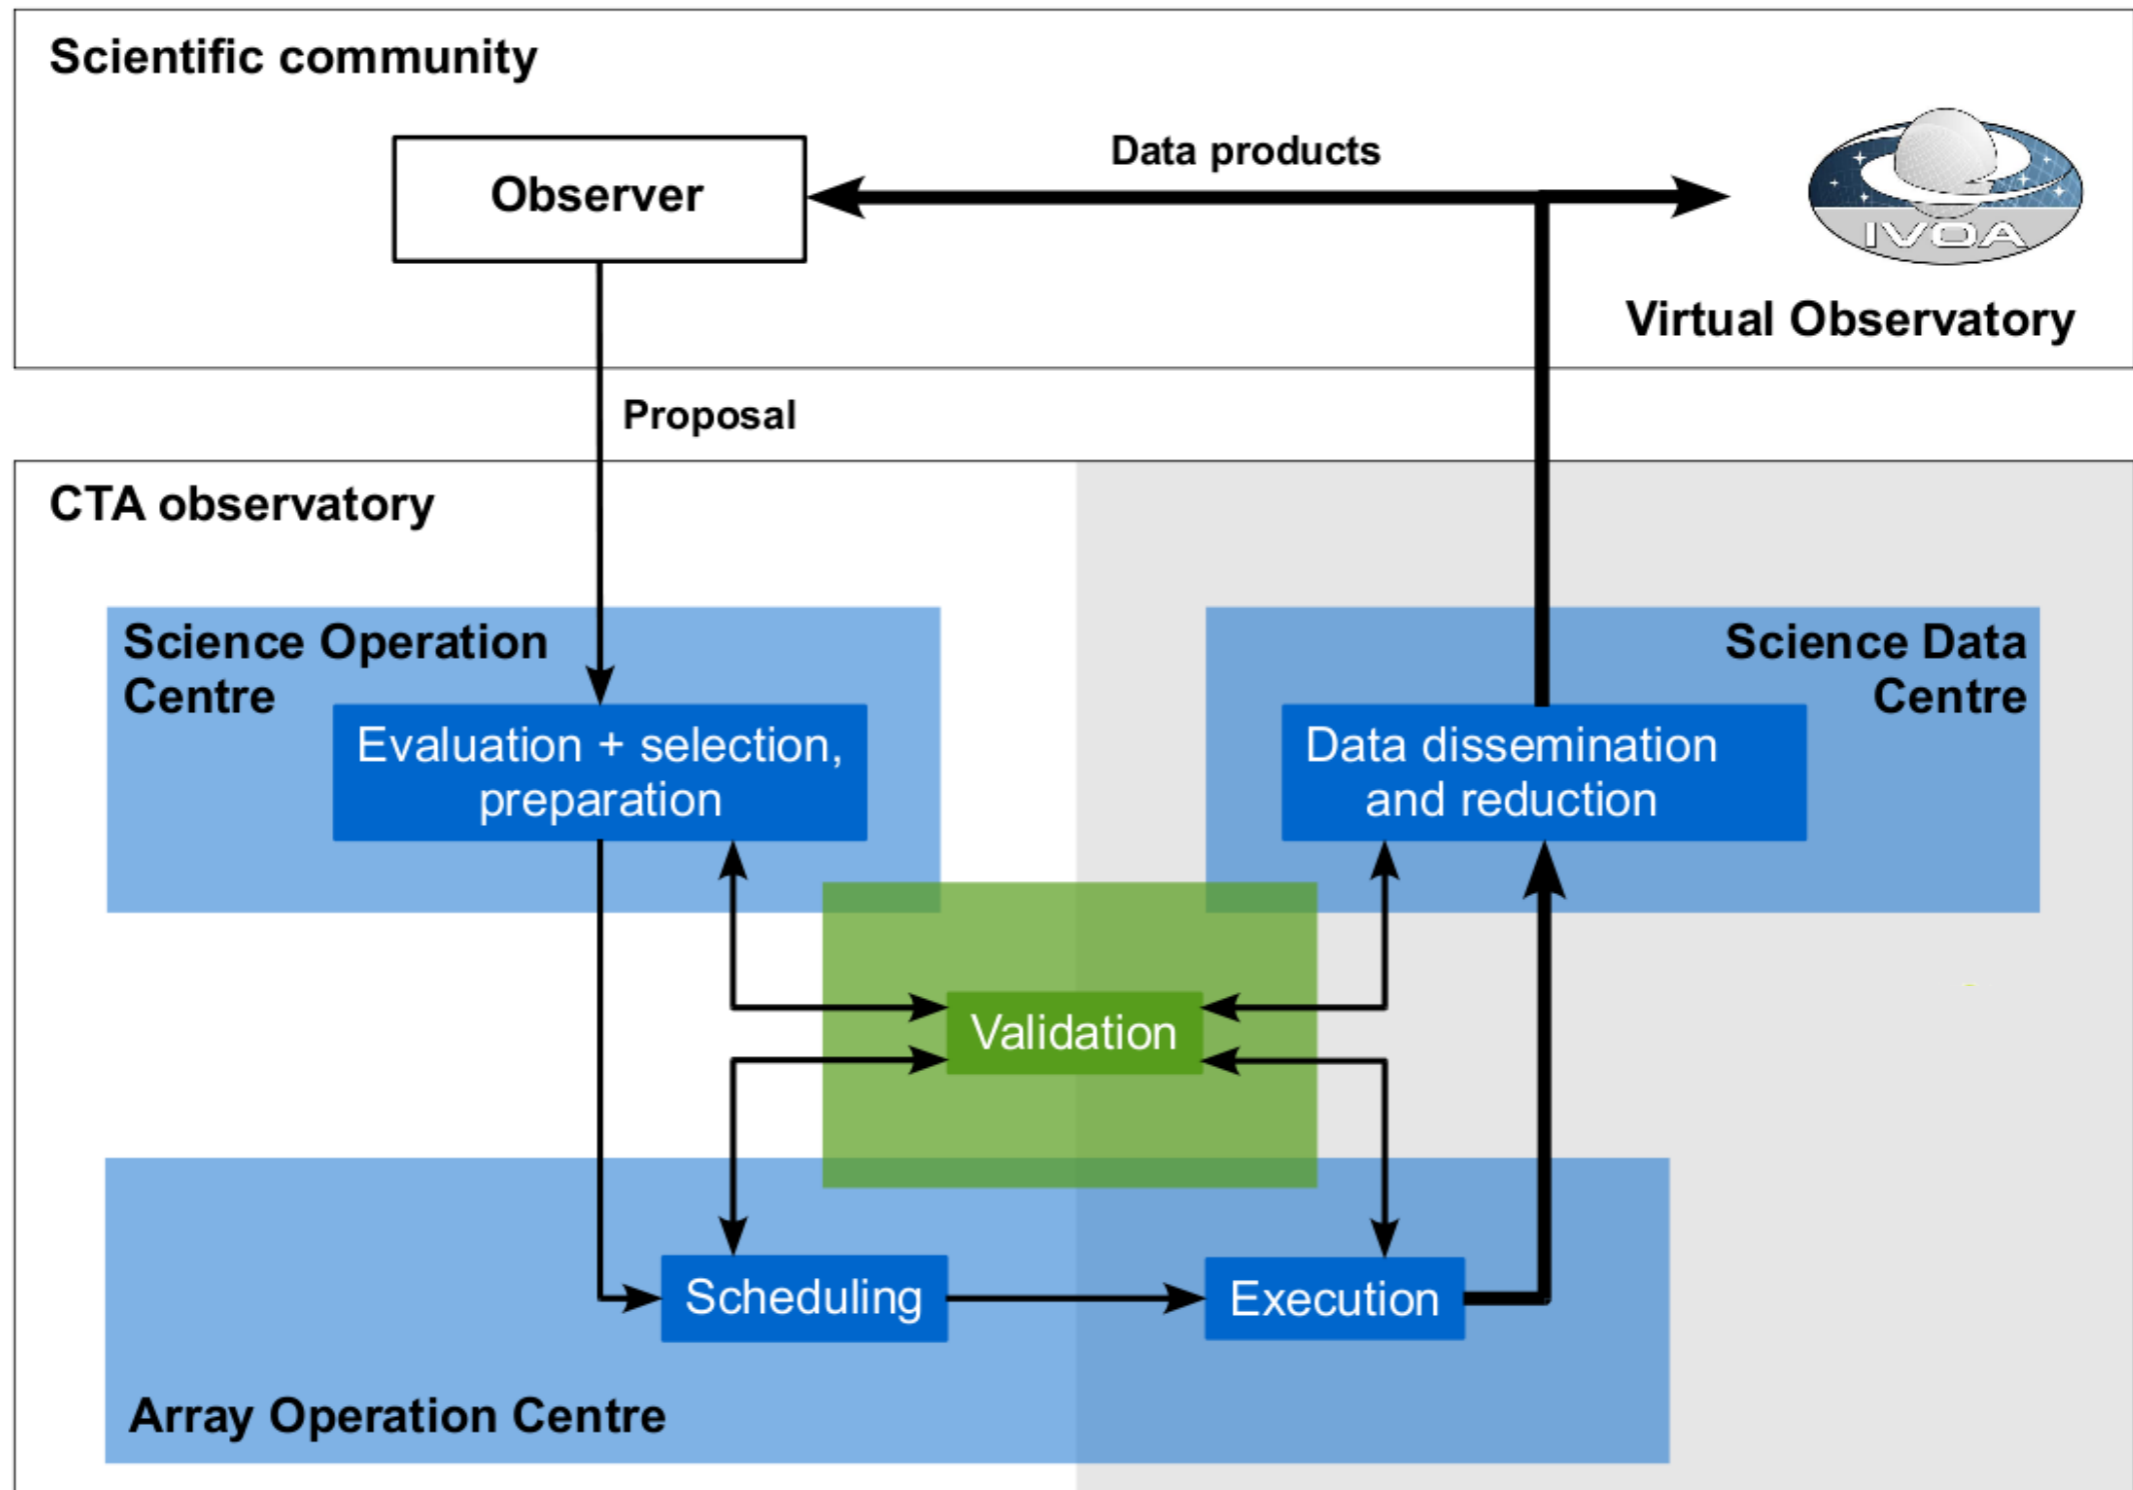 Scientific community
Observer
Data products
IVOA
Virtual Observatory
Proposal
CTA observatory
Science Operation
Centre
Evaluation + selection,
preparation
Science Data
Centre
Data dissemination
and reduction
Validation
Scheduling
Execution
Array Operation Centre